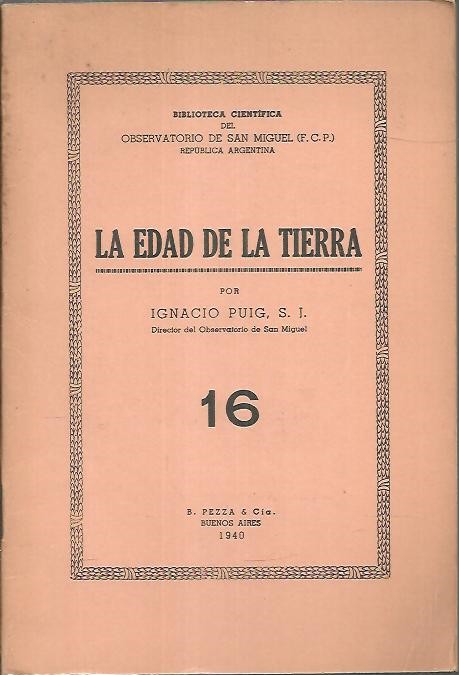 BIBLIOTECA CIENTÍFICA
DEL
OBSERVATORIO DE SAN MIGUEL (F.C.P.)
REPÚBLICA ARGENTINA
LA EDAD DE LA TIERRA
POR
IGNACIO PUIG, S. J.
Director del Observatorio de San Miguel
16
B. PEZZA & Cía.
BUENOS AIRES
1940